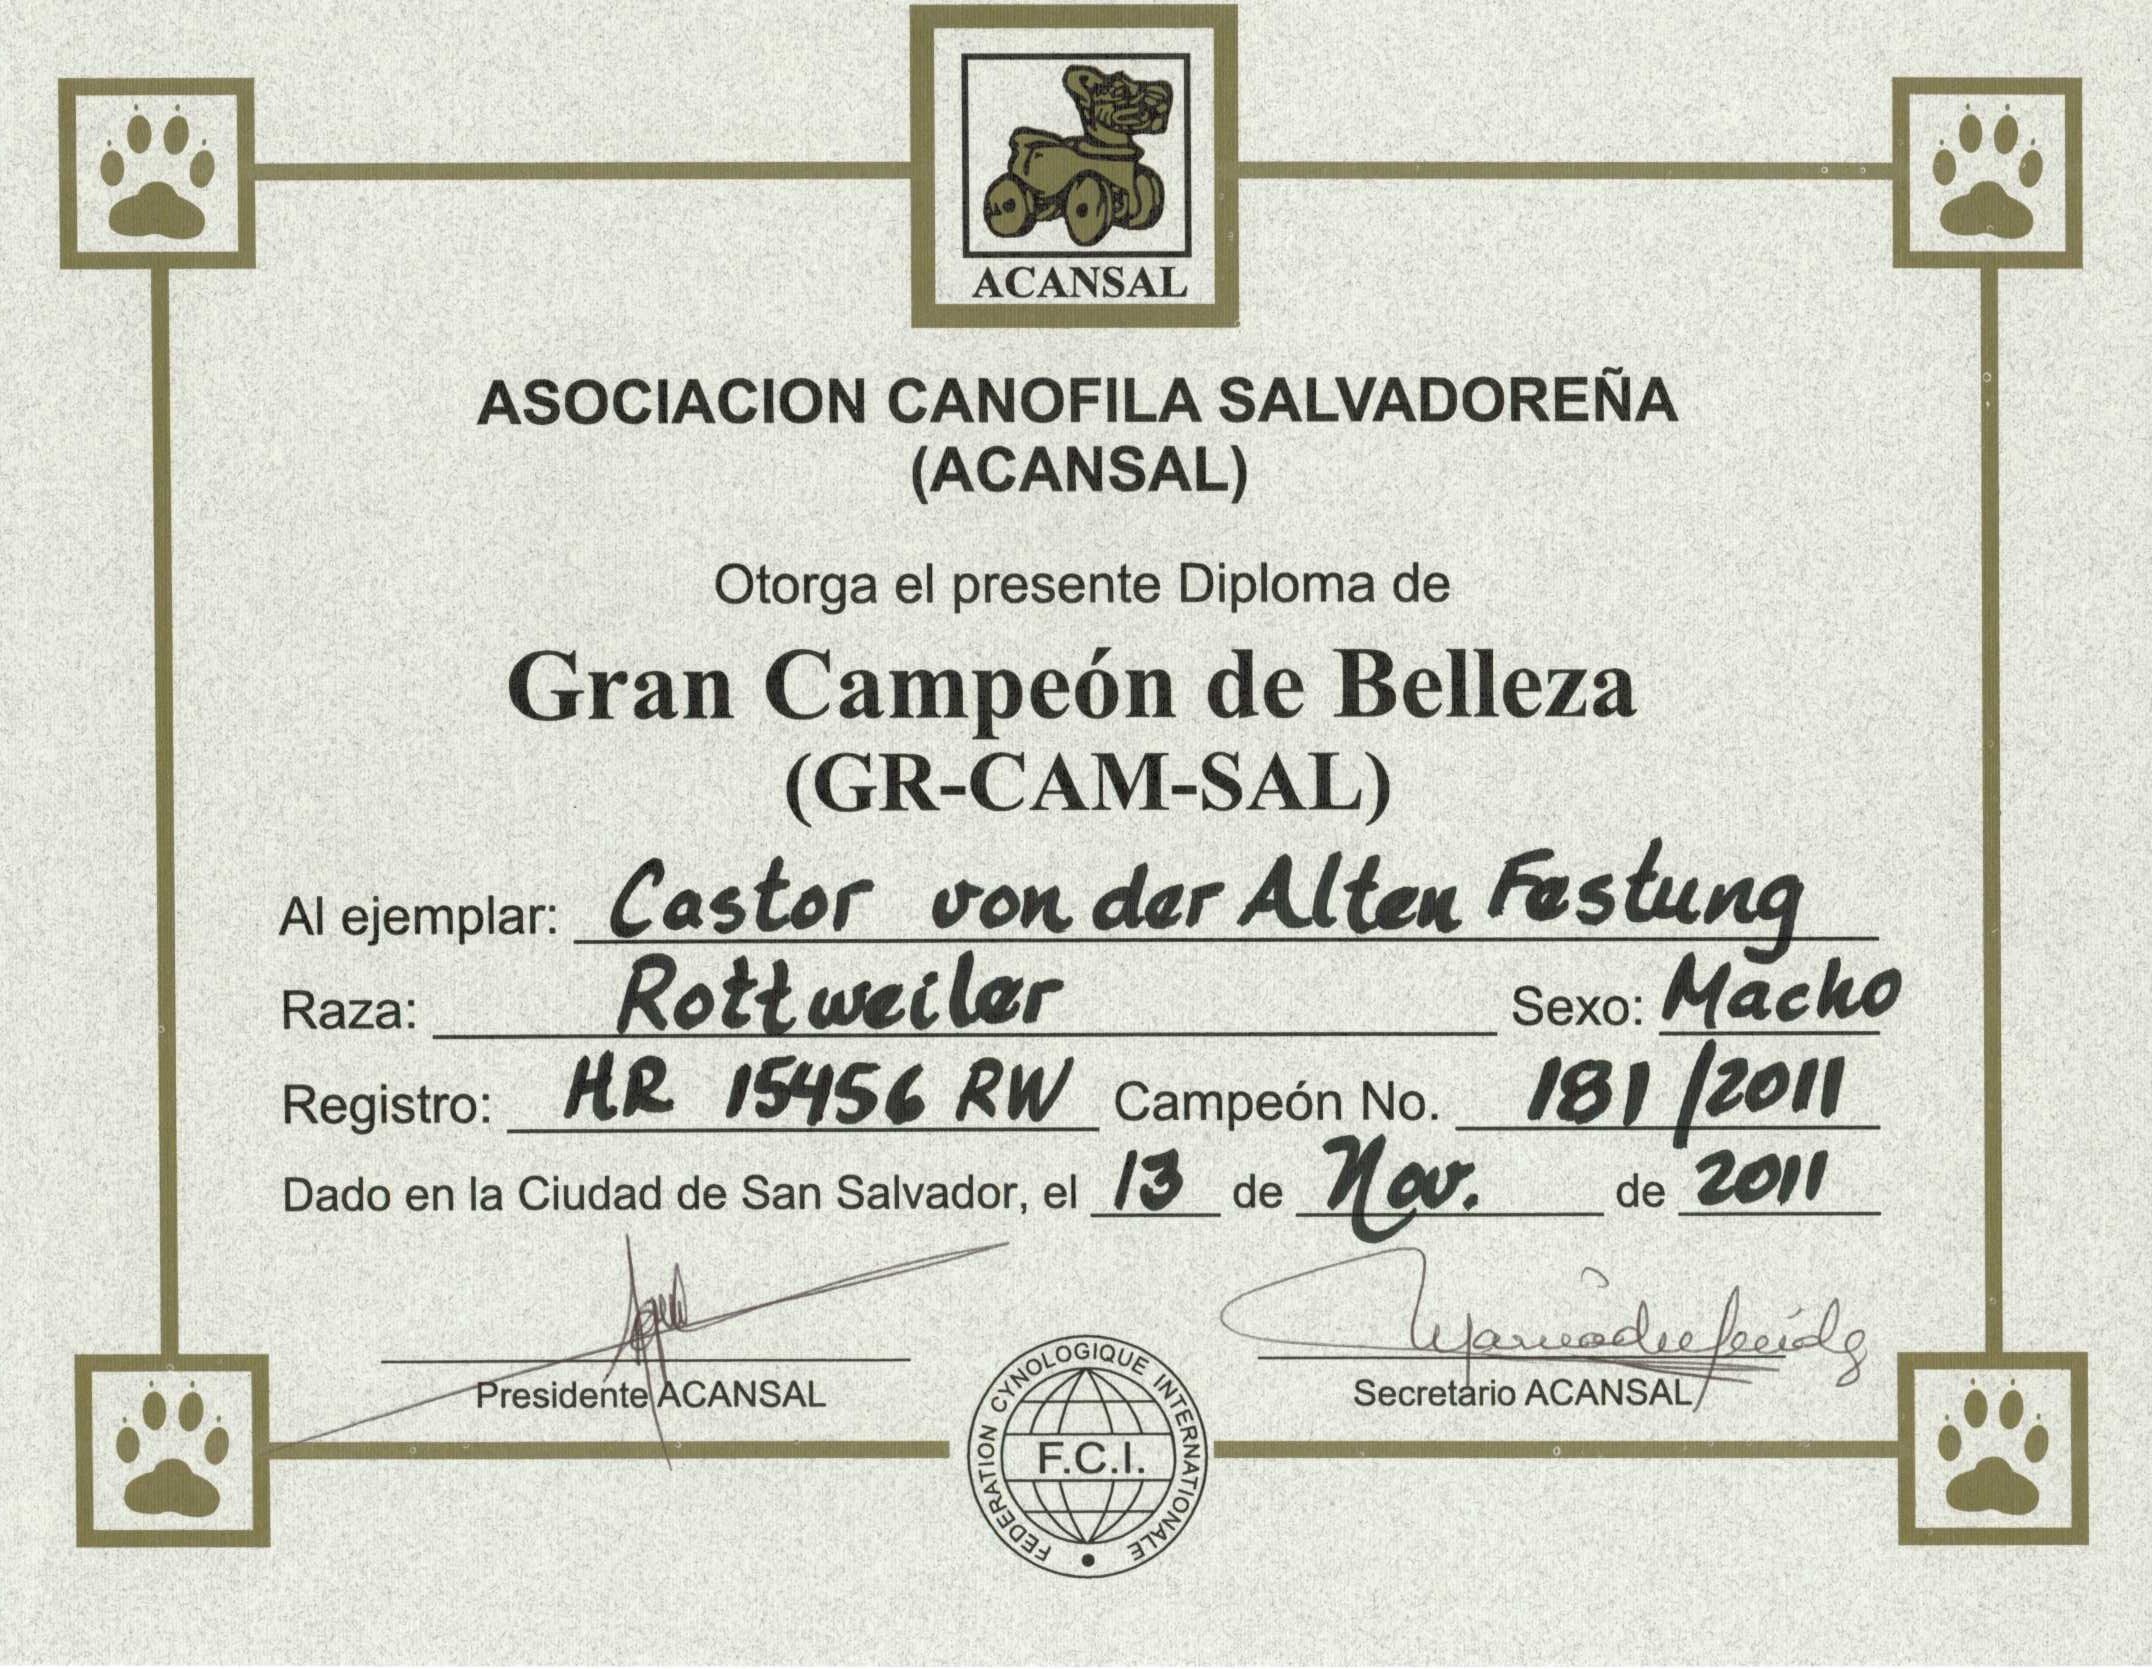 ACANSAL
ASOCIACION CANOFILA SALVADOREÑA
(ACANSAL)
Otorga el presente Diploma de
Gran Campeón de Belleza
(GR-CAM-SAL)
Al ejemplar: Castor von der Alten Festung
Raza: Rottweiler Sexo: Macho
Registro: HR 15456 RW Campeón No. 181/2011
Dado en la Ciudad de San Salvador, el 13 de Nov. de 2011
Presidente ACANSAL Secretario ACANSAL
FEDERATION CYNOLOGIQUE INTERNATIONALE
F.C.I.